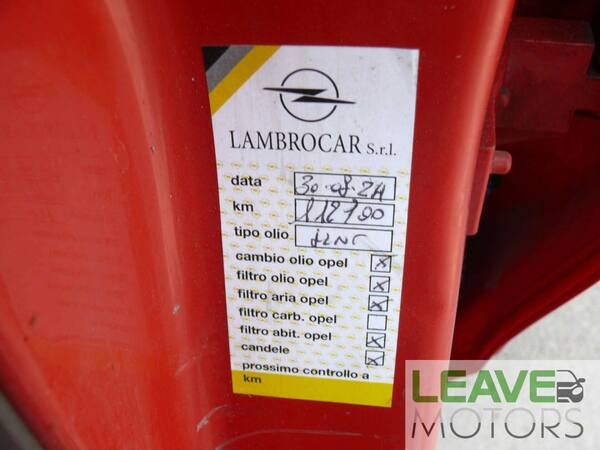 LAMBROCAR S.r.l.
data
km 112700
tipo olio
cambio olio opel x
filtro olio opel x
filtro aria opel x
filtro carb. opel
filtro abit. opel x
candele x
prossimo controllo a
km
LEAVE
MOTORS